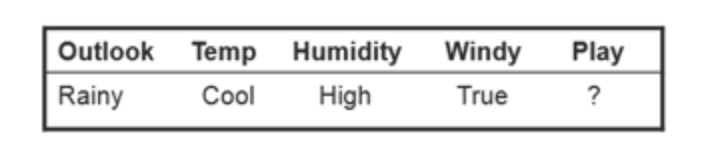 Outlook Temp Humidity Windy Play
Rainy Cool High True ?